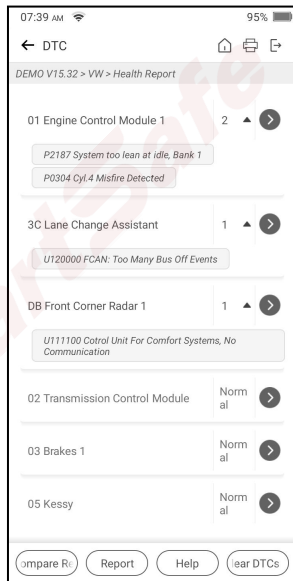 07:39 AM 95%
DTC
DEMO V15.32 > VW > Health Report
01 Engine Control Module 1 2
P2187 System too lean at idle, Bank 1
P0304 Cyl.4 Misfire Detected
3C Lane Change Assistant 1
U120000 FCAN: Too Many Bus Off Events
DB Front Corner Radar 1 1
U111100 Cotrol Unit For Comfort Systems, No
Communication
02 Transmission Control Module Norm
al
03 Brakes 1 Norm
al
05 Kessy Norm
al
ompare Re Report Help lear DTCs